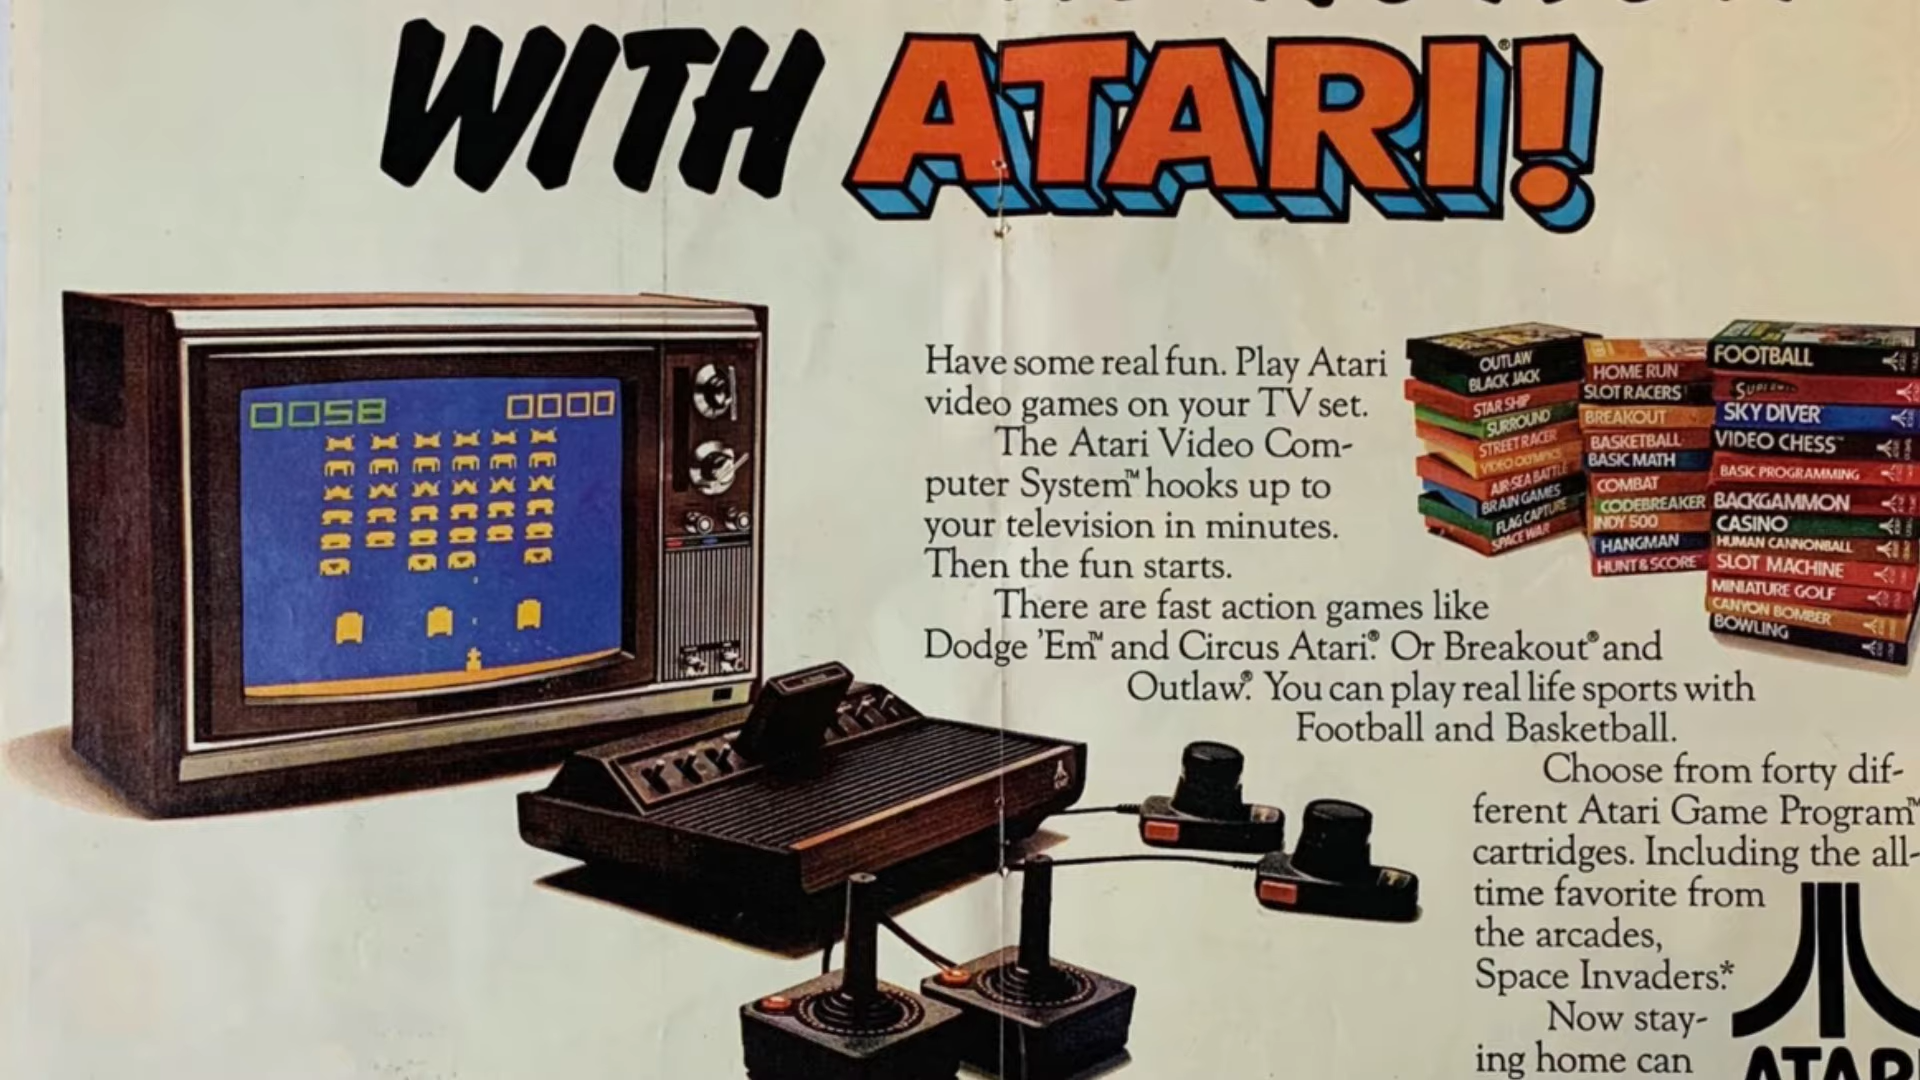 WITH ATARI!®
0058 0000
Have some real fun. Play Atari
video games on your TV set.
The Atari Video Com-
puter System™ hooks up to
your television in minutes.
Then the fun starts.
There are fast action games like
Dodge 'Em™ and Circus Atari.® Or Breakout® and
Outlaw.® You can play real life sports with
Football and Basketball.
Choose from forty dif-
ferent Atari Game Program™
cartridges. Including the all-
time favorite from
the arcades,
Space Invaders.*
Now stay-
ing home can
OUTLAW
BLACK JACK
STAR SHIP
SURROUND
STREET RACER
VIDEO OLYMPICS
AIR-SEA BATTLE
BRAIN GAMES
FLAG CAPTURE
SPACE WAR
HOME RUN
SLOT RACERS
BREAKOUT
BASKETBALL
BASIC MATH
COMBAT
CODEBREAKER
INDY 500
HANGMAN
HUNT & SCORE
FOOTBALL
SUPERMAN
SKY DIVER
VIDEO CHESS™
BASIC PROGRAMMING
BACKGAMMON
CASINO
HUMAN CANNONBALL
SLOT MACHINE
MINIATURE GOLF
CANYON BOMBER
BOWLING
ATARI